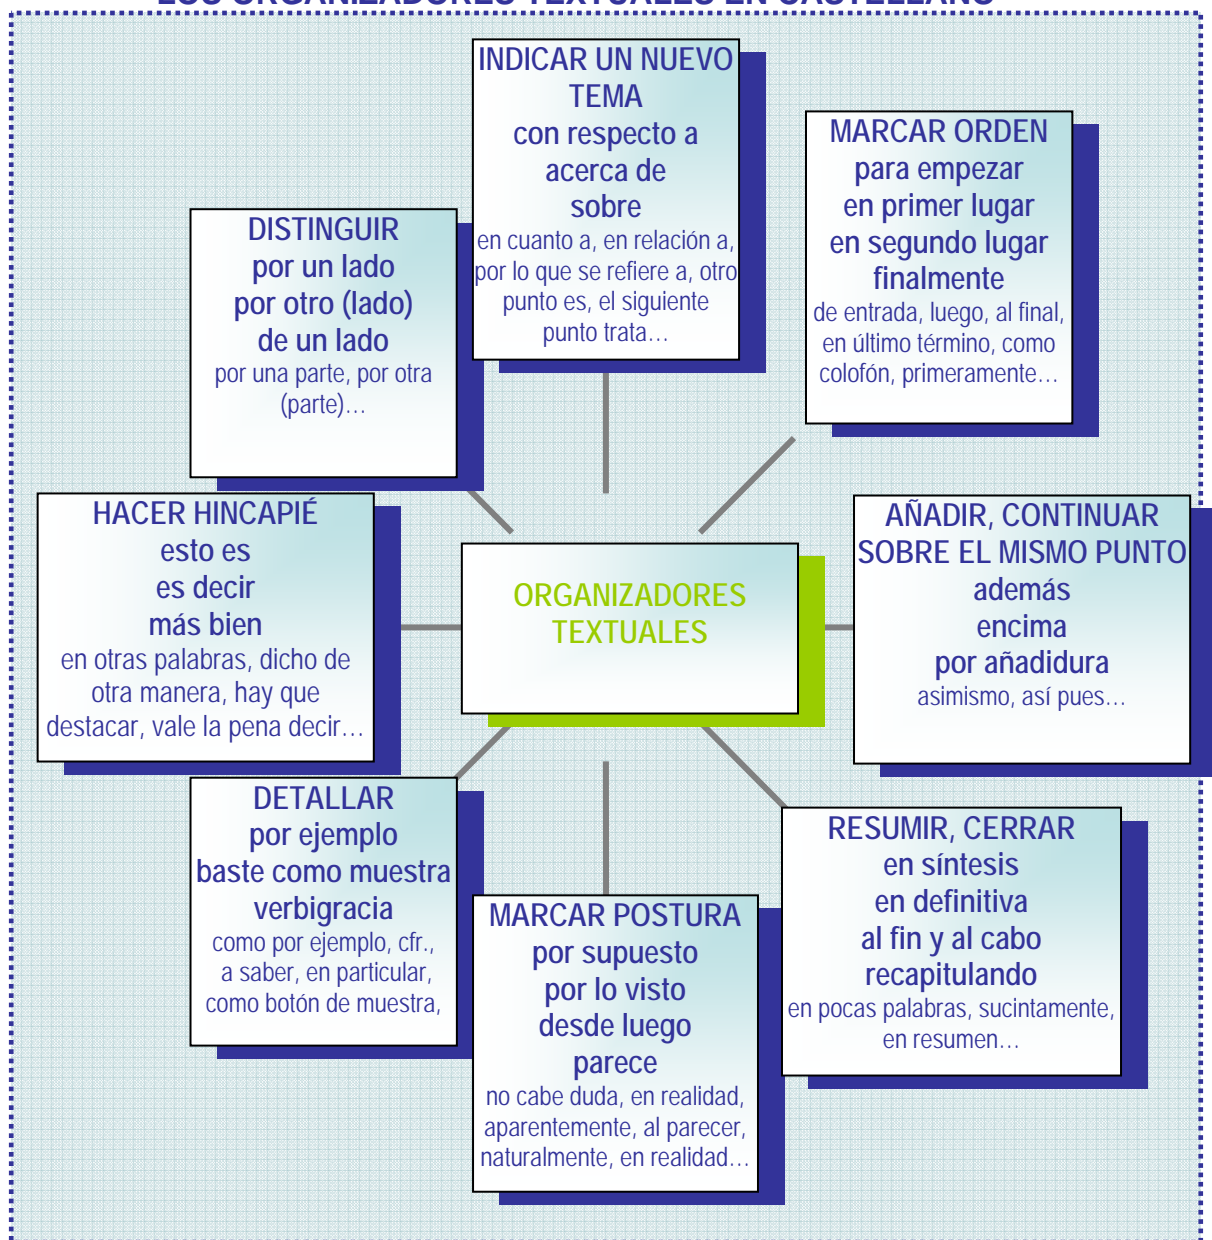 LOS ORGANIZADORES TEXTUALES EN CASTELLANO
INDICAR UN NUEVO
TEMA
con respecto a
acerca de
sobre
en cuanto a, en relación a,
por lo que se refiere a, otro
punto es, el siguiente
punto trata…
MARCAR ORDEN
para empezar
en primer lugar
en segundo lugar
finalmente
de entrada, luego, al final,
en último término, como
colofón, primeramente…
DISTINGUIR
por un lado
por otro (lado)
de un lado
por una parte, por otra
(parte)…
HACER HINCAPIÉ
esto es
es decir
más bien
en otras palabras, dicho de
otra manera, hay que
destacar, vale la pena decir…
ORGANIZADORES
TEXTUALES
AÑADIR, CONTINUAR
SOBRE EL MISMO PUNTO
además
encima
por añadidura
asimismo, así pues…
DETALLAR
por ejemplo
baste como muestra
verbigracia
como por ejemplo, cfr.,
a saber, en particular,
como botón de muestra,
MARCAR POSTURA
por supuesto
por lo visto
desde luego
parece
no cabe duda, en realidad,
aparentemente, al parecer,
naturalmente, en realidad…
RESUMIR, CERRAR
en síntesis
en definitiva
al fin y al cabo
recapitulando
en pocas palabras, sucintamente,
en resumen…